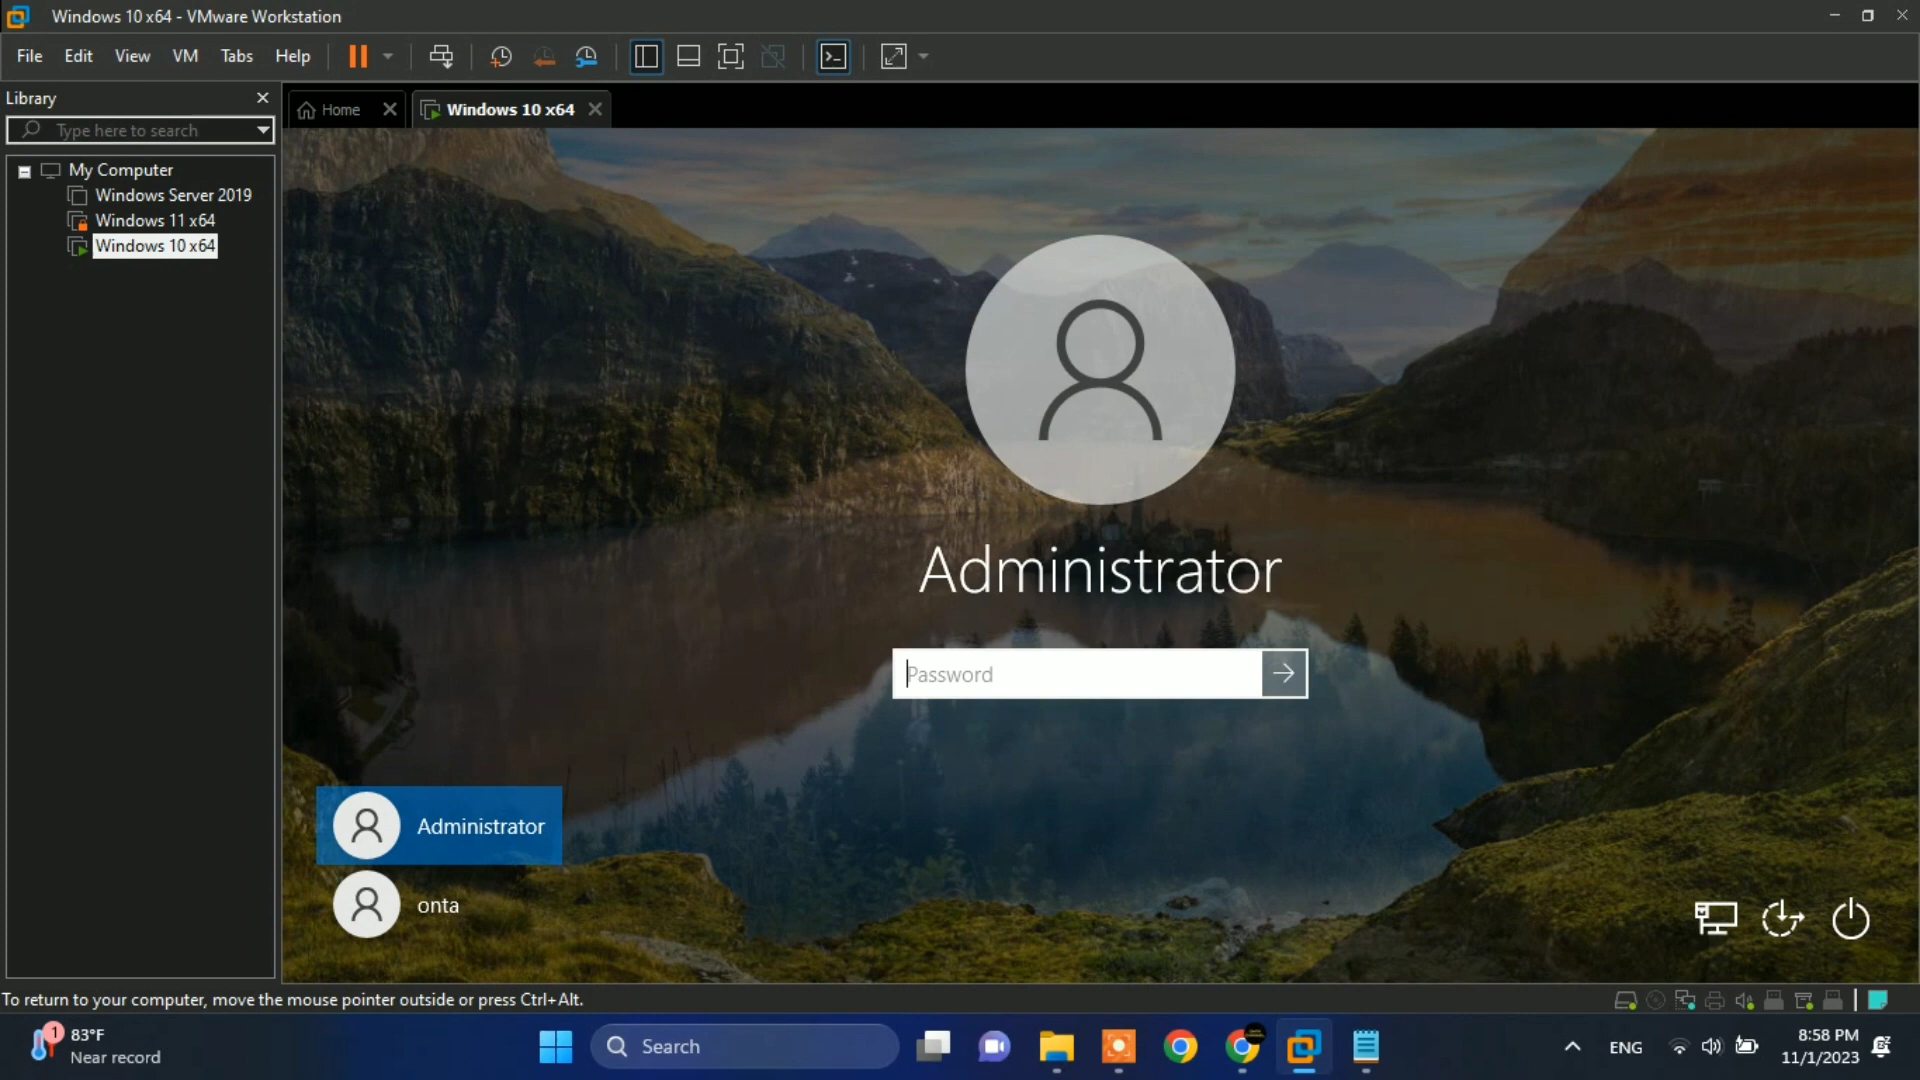 Windows 10 x64 - VMware Workstation
File Edit View VM Tabs Help
Library
Type here to search
My Computer
Windows Server 2019
Windows 11 x64
Windows 10 x64
Home
Windows 10 x64
Administrator
Password
Administrator
onta
To return to your computer, move the mouse pointer outside or press Ctrl+Alt.
1
83°F
Near record
Search
ENG
8:58 PM
11/1/2023